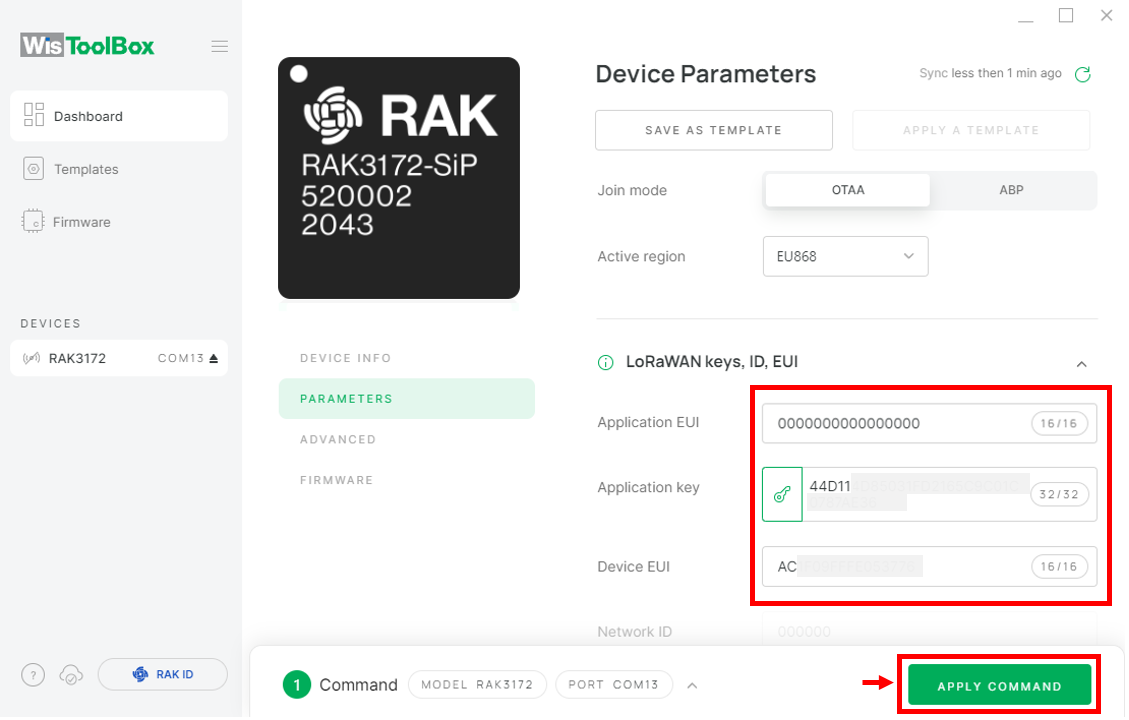 WisToolBox
Dashboard
Templates
Firmware
DEVICES
RAK3172 COM13
?
RAK ID
RAK
RAK3172-SiP
520002
2043
DEVICE INFO
PARAMETERS
ADVANCED
FIRMWARE
Device Parameters
Sync less then 1 min ago
SAVE AS TEMPLATE
APPLY A TEMPLATE
Join mode
OTAA
ABP
Active region
EU868
LoRaWAN keys, ID, EUI
Application EUI
0000000000000000
16/16
Application key
44D11
32/32
Device EUI
AC
16/16
Network ID
000000
1 Command
MODEL RAK3172
PORT COM13
APPLY COMMAND